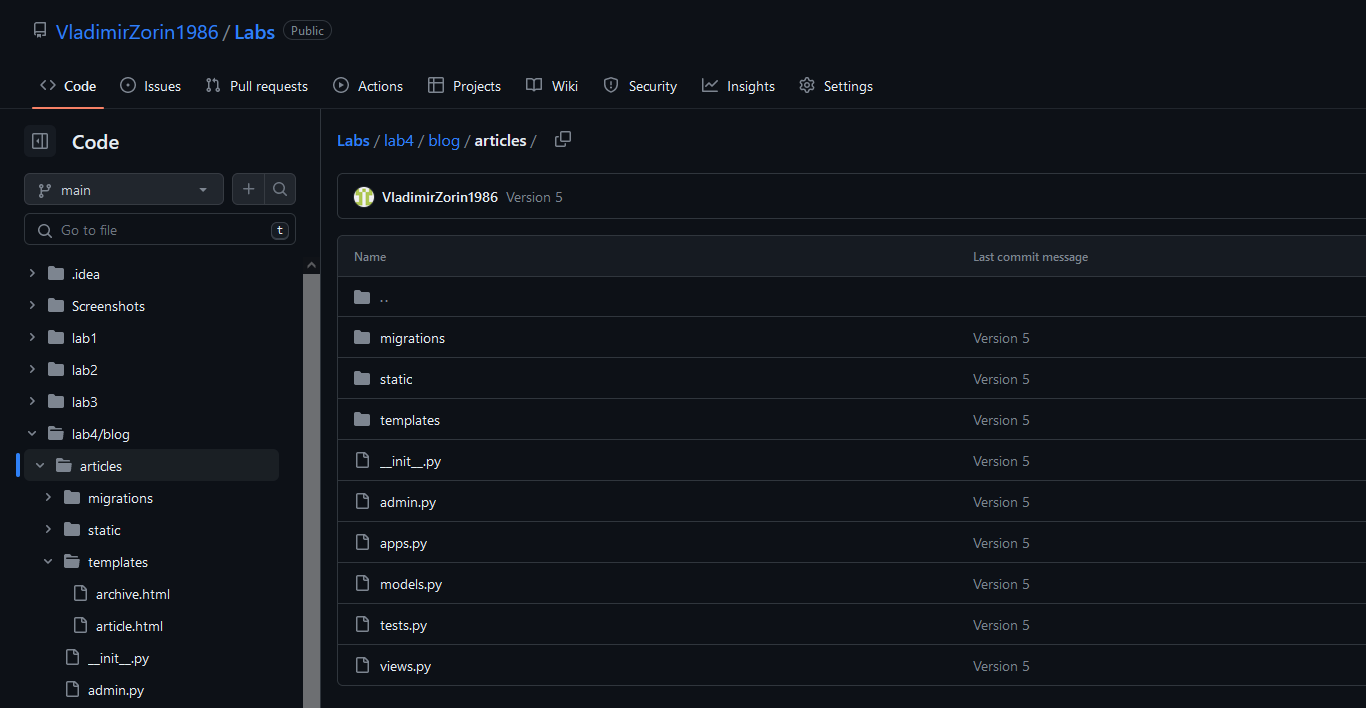 VladimirZorin1986 / Labs Public
Code Issues Pull requests Actions Projects Wiki Security Insights Settings
Code
main
Go to file t
.idea
Screenshots
lab1
lab2
lab3
lab4/blog
articles
migrations
static
templates
archive.html
article.html
__init__.py
admin.py
Labs / lab4 / blog / articles /
VladimirZorin1986 Version 5
Name Last commit message
..
migrations Version 5
static Version 5
templates Version 5
__init__.py Version 5
admin.py Version 5
apps.py Version 5
models.py Version 5
tests.py Version 5
views.py Version 5